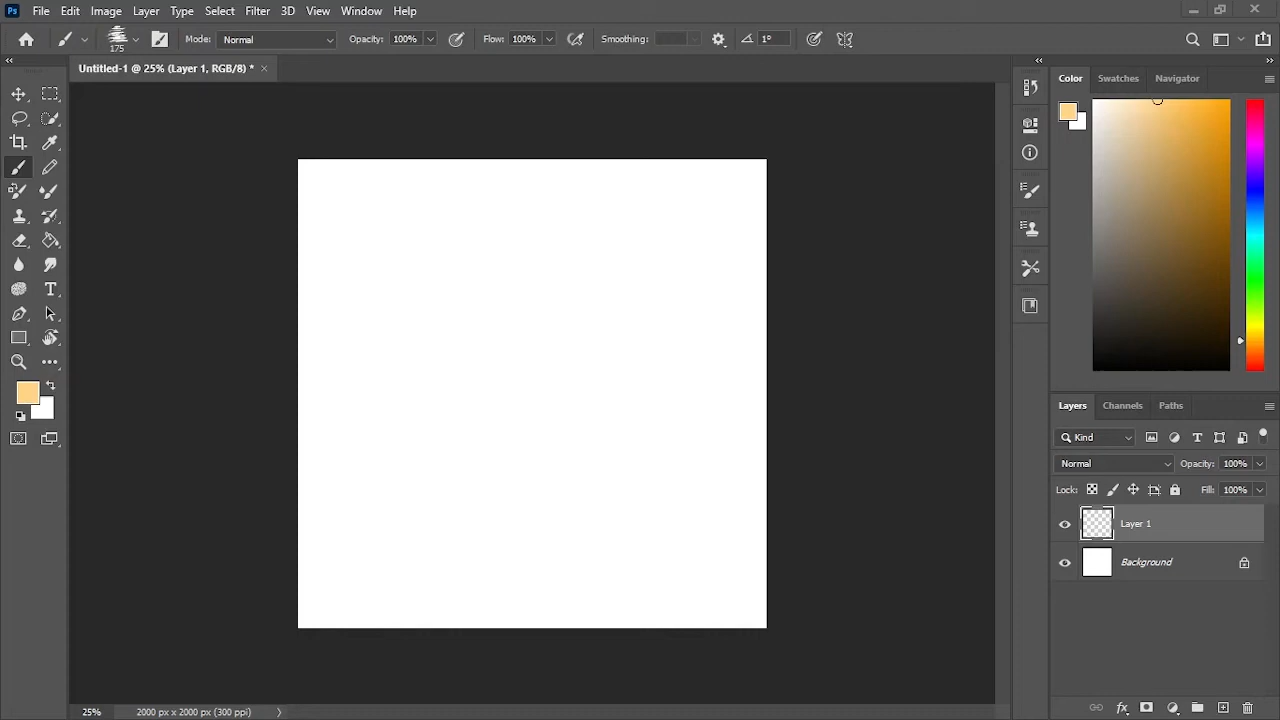 Ps File Edit Image Layer Type Select Filter 3D View Window Help
175 Mode: Normal Opacity: 100% Flow: 100% Smoothing: 1°
Untitled-1 @ 25% (Layer 1, RGB/8) * ×
Color Swatches Navigator
Layers Channels Paths
Kind
Normal Opacity: 100%
Lock: Fill: 100%
Layer 1
Background
25% 2000 px x 2000 px (300 ppi)